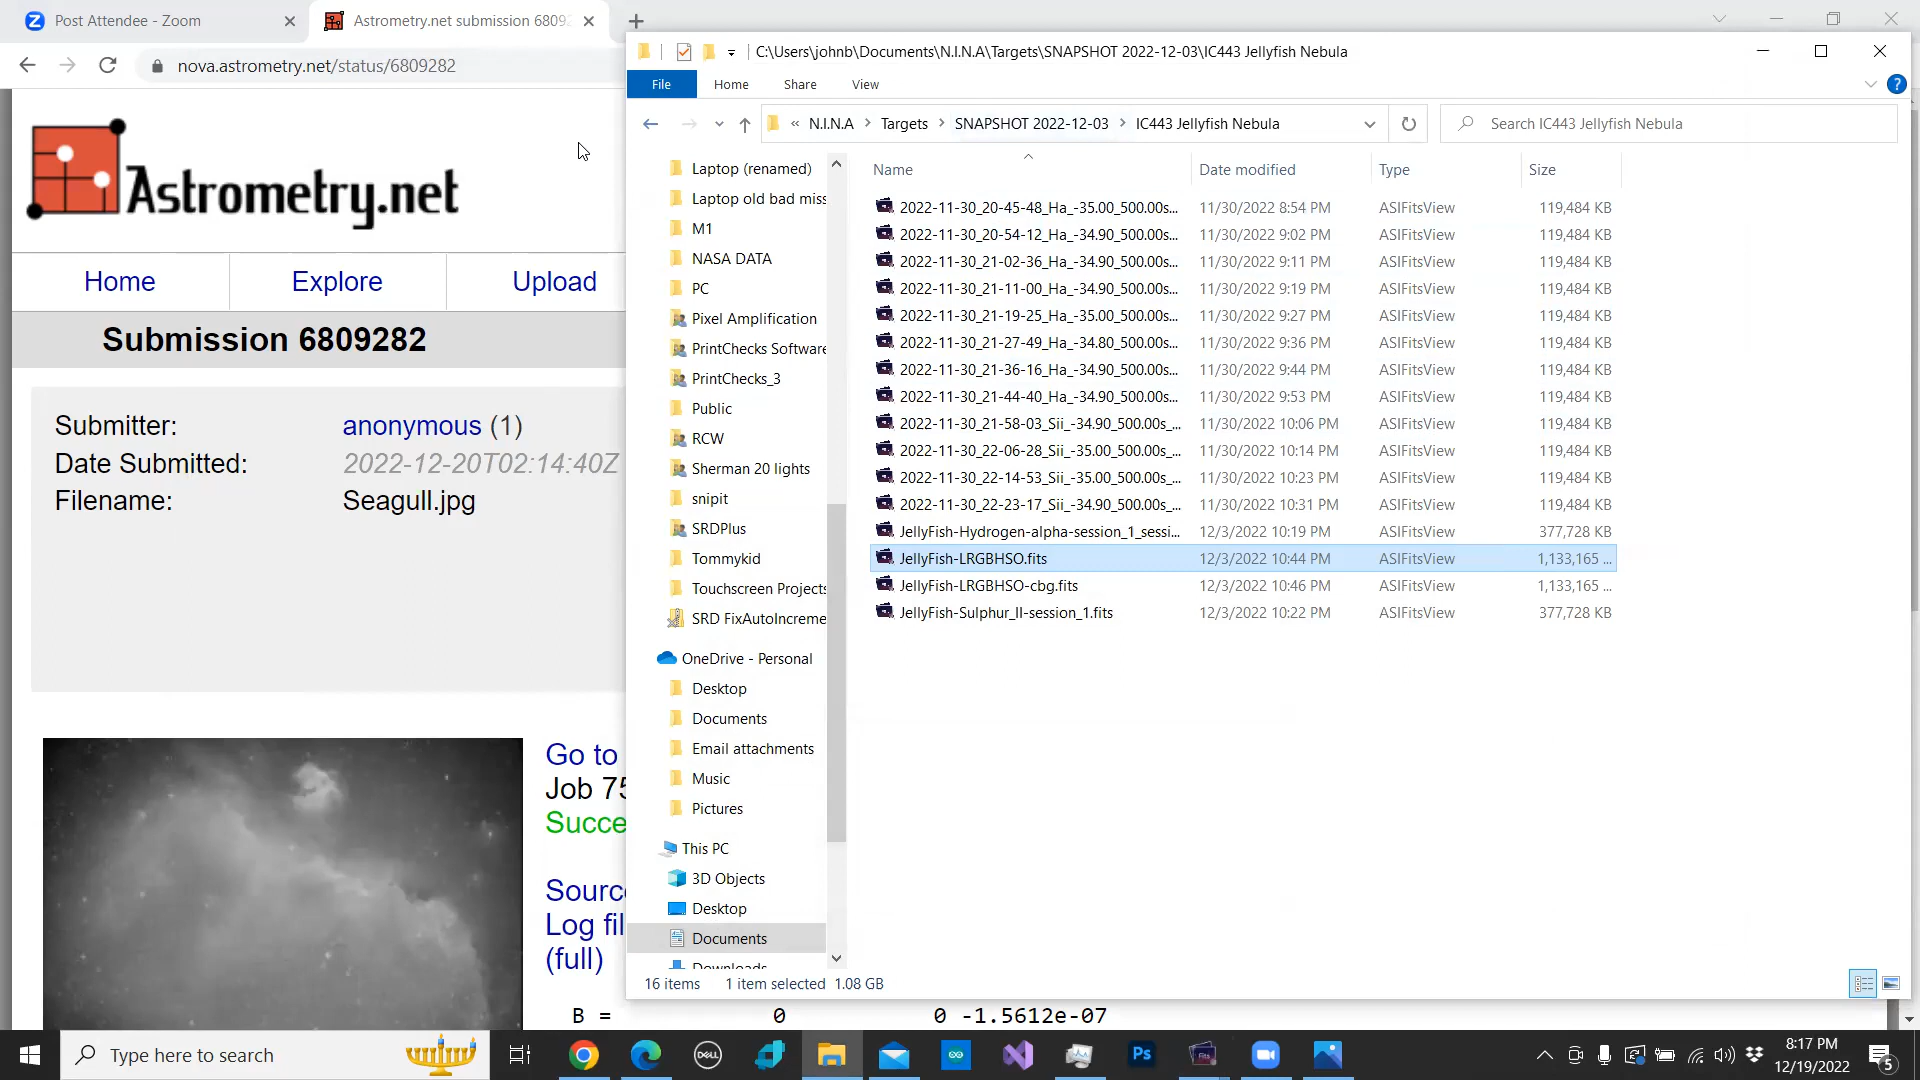 Post Attendee - Zoom
Astrometry.net submission 6809
nova.astrometry.net/status/6809282
Astrometry.net
Home
Explore
Upload
Submission 6809282
Submitter: anonymous (1)
Date Submitted: 2022-12-20T02:14:40Z
Filename: Seagull.jpg
Go to
Job 75
Succe
Source
Log fil
(full)
B = 0 0 -1.5612e-07
C:\Users\johnb\Documents\N.I.N.A\Targets\SNAPSHOT 2022-12-03\IC443 Jellyfish Nebula
File
Home
Share
View
« N.I.N.A > Targets > SNAPSHOT 2022-12-03 > IC443 Jellyfish Nebula
Search IC443 Jellyfish Nebula
Laptop (renamed)
Laptop old bad miss
M1
NASA DATA
PC
Pixel Amplification
PrintChecks Software
PrintChecks_3
Public
RCW
Sherman 20 lights
snipit
SRDPlus
Tommykid
Touchscreen Projects
SRD FixAutoIncreme
OneDrive - Personal
Desktop
Documents
Email attachments
Music
Pictures
This PC
3D Objects
Desktop
Documents
Downloads
Name Date modified Type Size
2022-11-30_20-45-48_Ha_-35.00_500.00s... 11/30/2022 8:54 PM ASIFitsView 119,484 KB
2022-11-30_20-54-12_Ha_-34.90_500.00s... 11/30/2022 9:02 PM ASIFitsView 119,484 KB
2022-11-30_21-02-36_Ha_-34.90_500.00s... 11/30/2022 9:11 PM ASIFitsView 119,484 KB
2022-11-30_21-11-00_Ha_-34.90_500.00s... 11/30/2022 9:19 PM ASIFitsView 119,484 KB
2022-11-30_21-19-25_Ha_-35.00_500.00s... 11/30/2022 9:27 PM ASIFitsView 119,484 KB
2022-11-30_21-27-49_Ha_-34.80_500.00s... 11/30/2022 9:36 PM ASIFitsView 119,484 KB
2022-11-30_21-36-16_Ha_-34.90_500.00s... 11/30/2022 9:44 PM ASIFitsView 119,484 KB
2022-11-30_21-44-40_Ha_-34.90_500.00s... 11/30/2022 9:53 PM ASIFitsView 119,484 KB
2022-11-30_21-58-03_Sii_-34.90_500.00s_... 11/30/2022 10:06 PM ASIFitsView 119,484 KB
2022-11-30_22-06-28_Sii_-35.00_500.00s_... 11/30/2022 10:14 PM ASIFitsView 119,484 KB
2022-11-30_22-14-53_Sii_-35.00_500.00s_... 11/30/2022 10:23 PM ASIFitsView 119,484 KB
2022-11-30_22-23-17_Sii_-34.90_500.00s_... 11/30/2022 10:31 PM ASIFitsView 119,484 KB
JellyFish-Hydrogen-alpha-session_1_sessi... 12/3/2022 10:19 PM ASIFitsView 377,728 KB
JellyFish-LRGBHSO.fits 12/3/2022 10:44 PM ASIFitsView 1,133,165 ...
JellyFish-LRGBHSO-cbg.fits 12/3/2022 10:46 PM ASIFitsView 1,133,165 ...
JellyFish-Sulphur_II-session_1.fits 12/3/2022 10:22 PM ASIFitsView 377,728 KB
16 items 1 item selected 1.08 GB
Type here to search
DELL
Ps
Fits
8:17 PM
12/19/2022
5